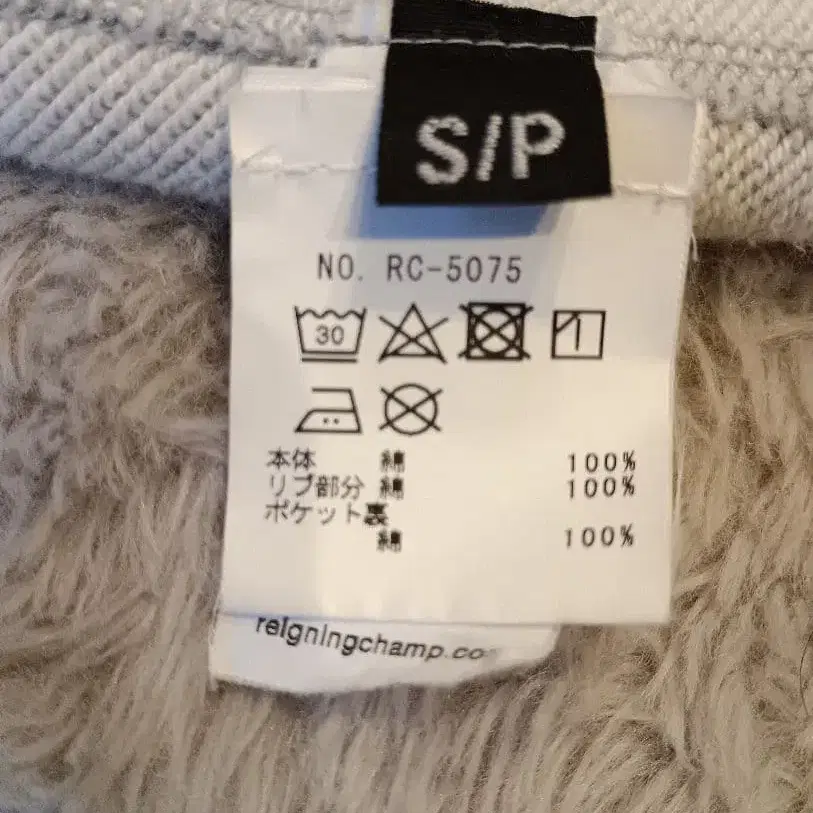 S/P
NO. RC-5075
30
本体 綿 100%
リブ部分 綿 100%
ポケット裏
綿 100%
reigningchamp.co